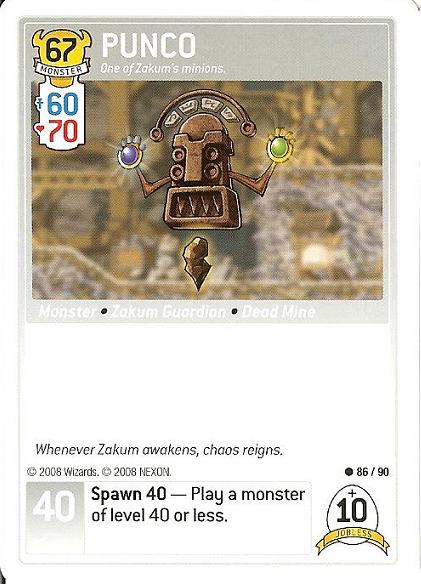 67
MONSTER
PUNCO
One of Zakum's minions.
60
70
Monster • Zakum Guardian • Dead Mine
Whenever Zakum awakens, chaos reigns.
© 2008 Wizards. © 2008 NEXON.
● 86 / 90
40
Spawn 40 — Play a monster
of level 40 or less.
+
10
JOBLESS